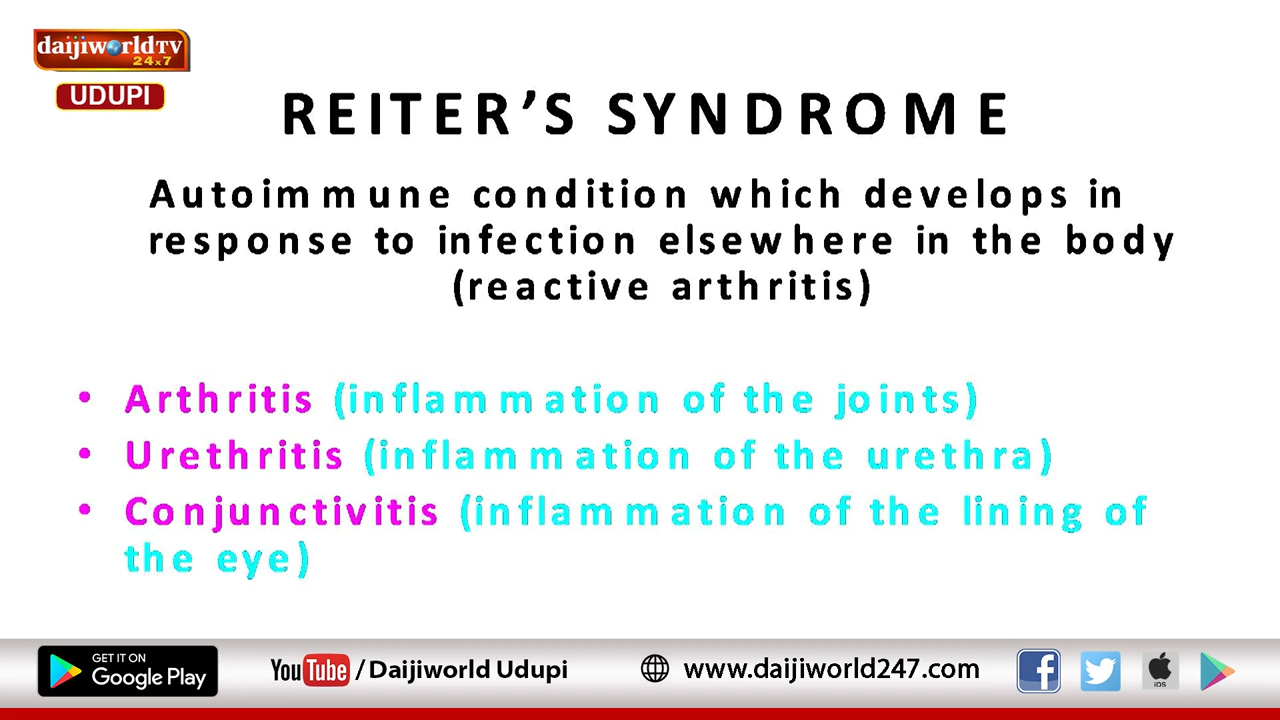 daijiworldTV
24x7
UDUPI
REITER’S SYNDROME
Autoimmune condition which develops in
response to infection elsewhere in the body
(reactive arthritis)
• Arthritis (inflammation of the joints)
• Urethritis (inflammation of the urethra)
• Conjunctivitis (inflammation of the lining of
the eye)
GET IT ON
Google Play
YouTube /Daijiworld Udupi
www.daijiworld247.com
iOS